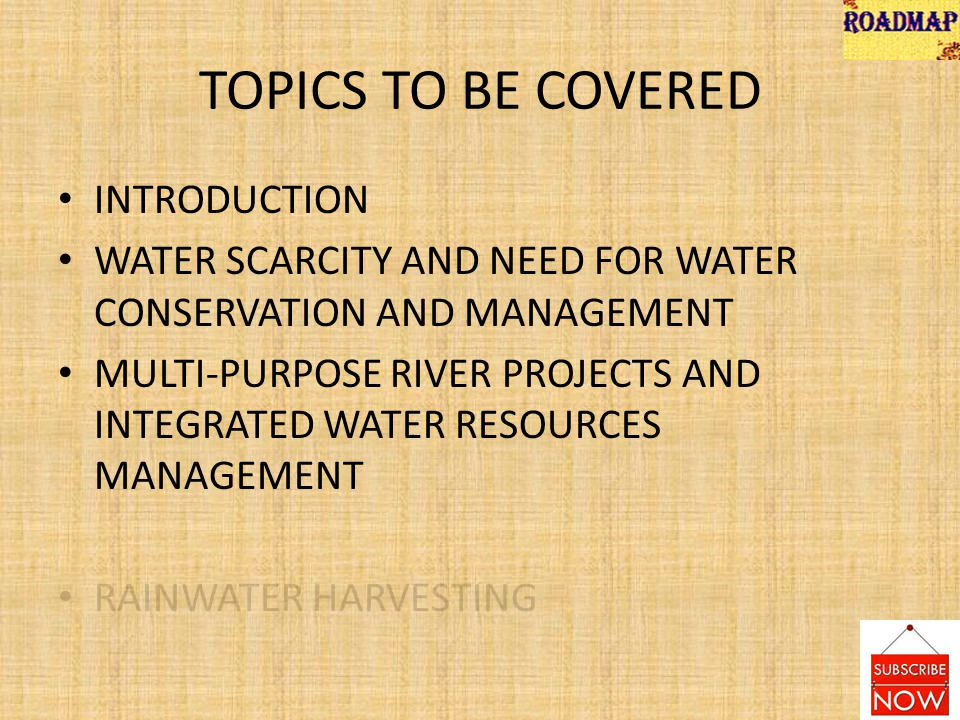 ROADMAP
TOPICS TO BE COVERED
• INTRODUCTION
• WATER SCARCITY AND NEED FOR WATER
CONSERVATION AND MANAGEMENT
• MULTI-PURPOSE RIVER PROJECTS AND
INTEGRATED WATER RESOURCES
MANAGEMENT
• RAINWATER HARVESTING
SUBSCRIBE
NOW